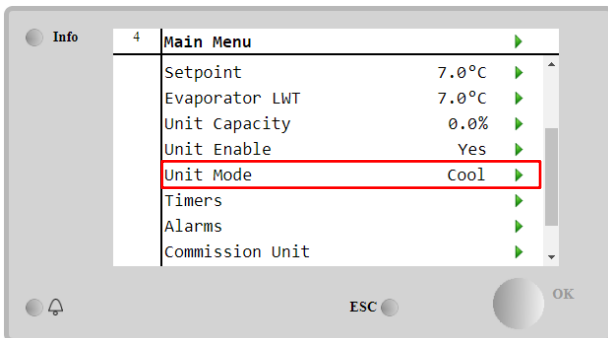 Info
4 Main Menu
Setpoint 7.0°C
Evaporator LWT 7.0°C
Unit Capacity 0.0%
Unit Enable Yes
Unit Mode Cool
Timers
Alarms
Commission Unit
ESC
OK